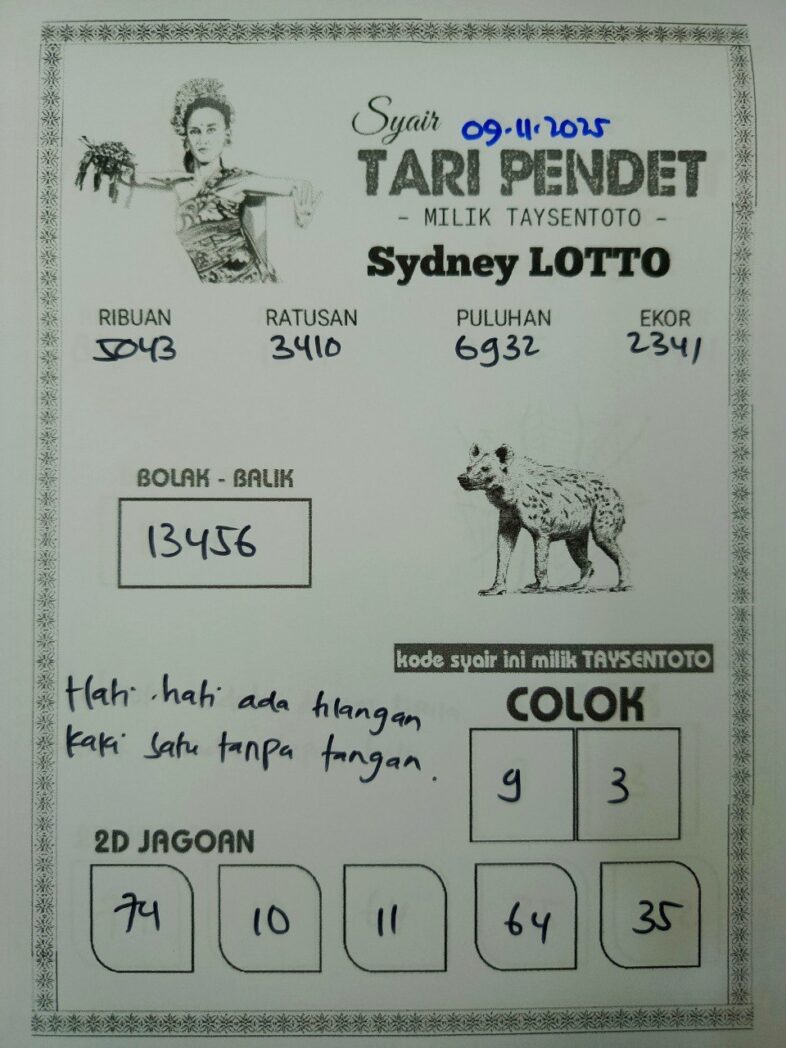 Syair 09.11.2025
TARI PENDET
- MILIK TAYSENTOTO -
Sydney LOTTO
RIBUAN RATUSAN PULUHAN EKOR
5043 3410 6932 2341
BOLAK - BALIK
13456
kode syair ini milik TAYSENTOTO
Hati-hati ada tilangan
kaki satu tanpa tangan.
COLOK
9 3
2D JAGOAN
74 10 11 64 35